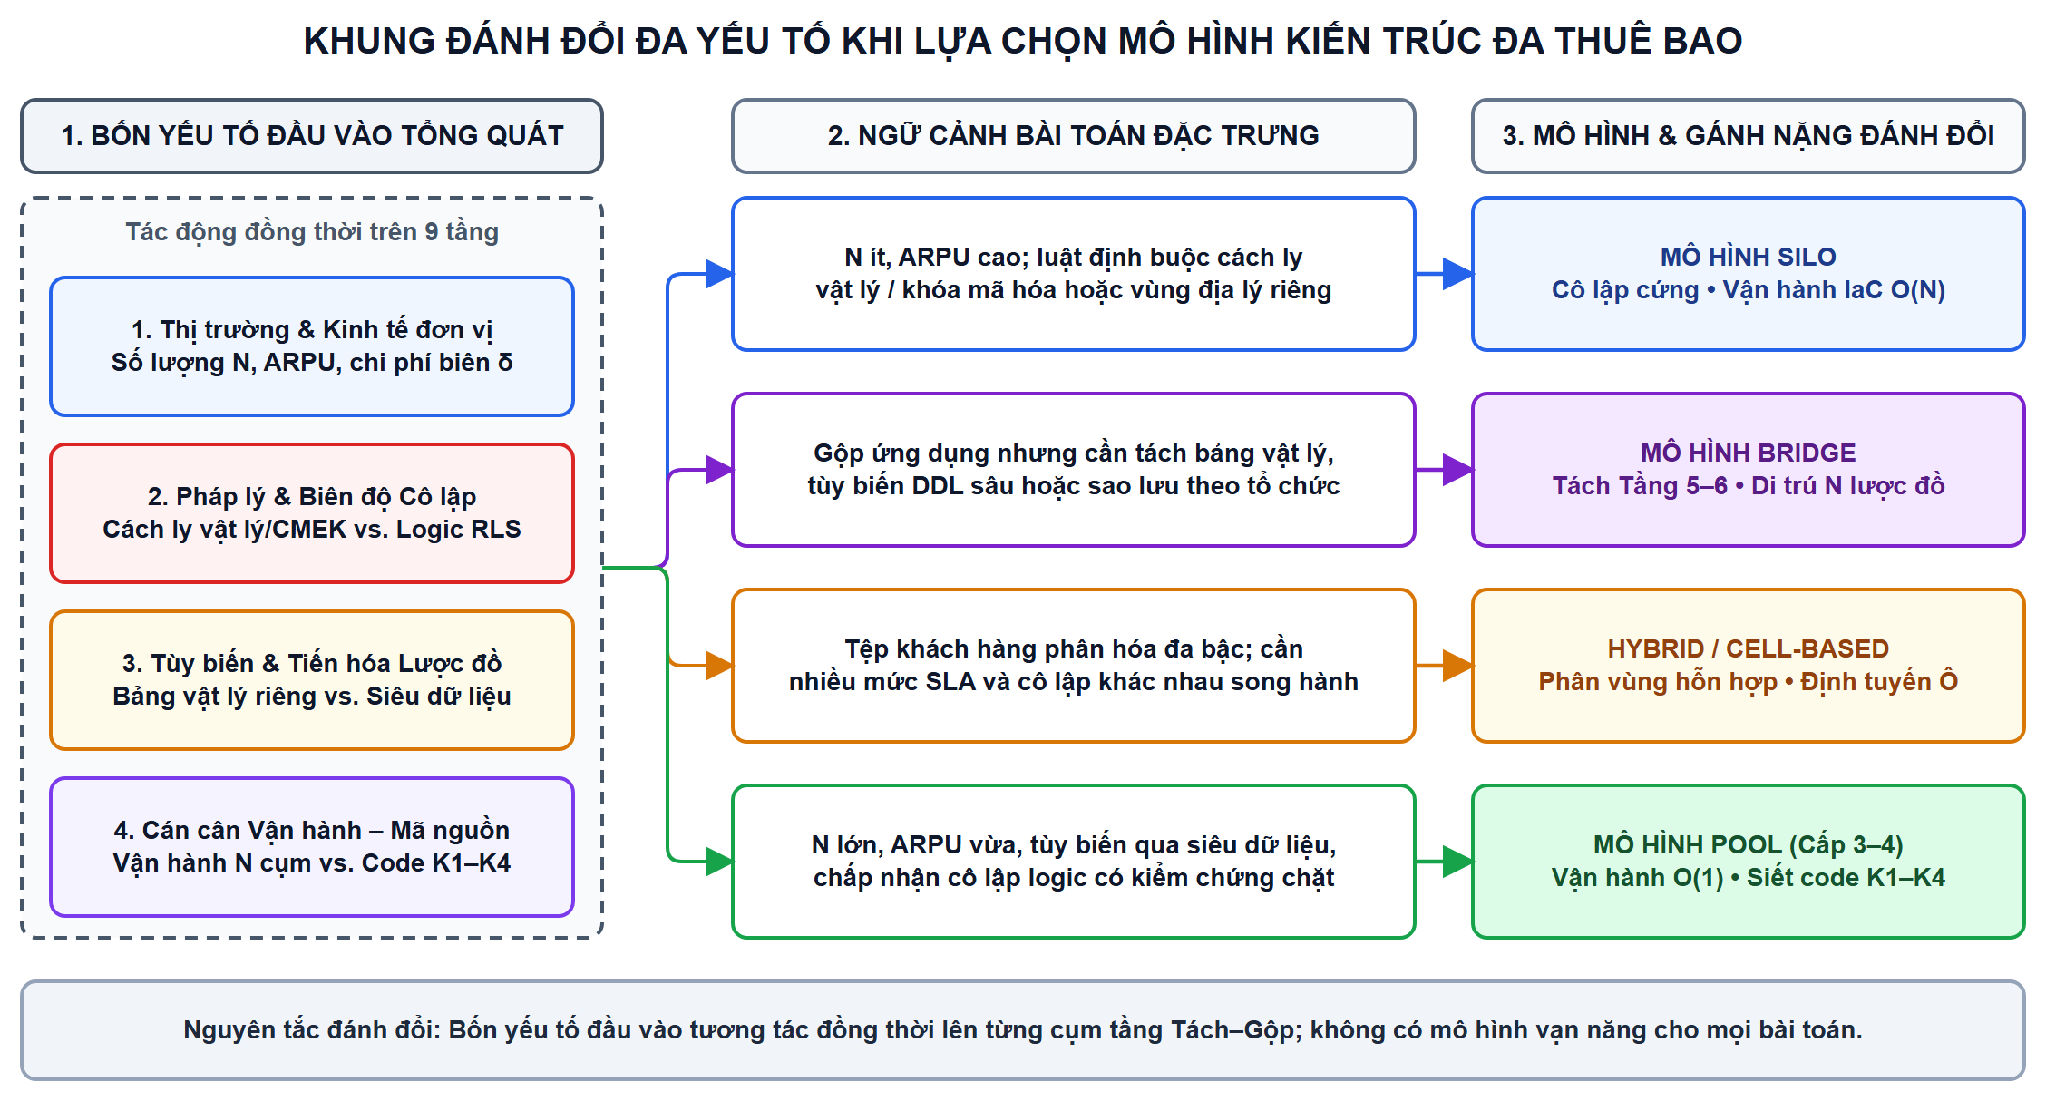 KHUNG ĐÁNH ĐỔI ĐA YẾU TỐ KHI LỰA CHỌN MÔ HÌNH KIẾN TRÚC ĐA THUÊ BAO
1. BỐN YẾU TỐ ĐẦU VÀO TỔNG QUÁT
Tác động đồng thời trên 9 tầng
1. Thị trường & Kinh tế đơn vị
Số lượng N, ARPU, chi phí biên δ
2. Pháp lý & Biên độ Cô lập
Cách ly vật lý/CMEK vs. Logic RLS
3. Tùy biến & Tiến hóa Lược đồ
Bảng vật lý riêng vs. Siêu dữ liệu
4. Cán cân Vận hành – Mã nguồn
Vận hành N cụm vs. Code K1–K4
2. NGỮ CẢNH BÀI TOÁN ĐẶC TRƯNG
N ít, ARPU cao; luật định buộc cách ly
vật lý / khóa mã hóa hoặc vùng địa lý riêng
Gộp ứng dụng nhưng cần tách bảng vật lý,
tùy biến DDL sâu hoặc sao lưu theo tổ chức
Tệp khách hàng phân hóa đa bậc; cần
nhiều mức SLA và cô lập khác nhau song hành
N lớn, ARPU vừa, tùy biến qua siêu dữ liệu,
chấp nhận cô lập logic có kiểm chứng chặt
3. MÔ HÌNH & GÁNH NẶNG ĐÁNH ĐỔI
MÔ HÌNH SILO
Cô lập cứng • Vận hành IaC O(N)
MÔ HÌNH BRIDGE
Tách Tầng 5–6 • Di trú N lược đồ
HYBRID / CELL-BASED
Phân vùng hỗn hợp • Định tuyến Ô
MÔ HÌNH POOL (Cấp 3–4)
Vận hành O(1) • Siết code K1–K4
Nguyên tắc đánh đổi: Bốn yếu tố đầu vào tương tác đồng thời lên từng cụm tầng Tách–Gộp; không có mô hình vạn năng cho mọi bài toán.